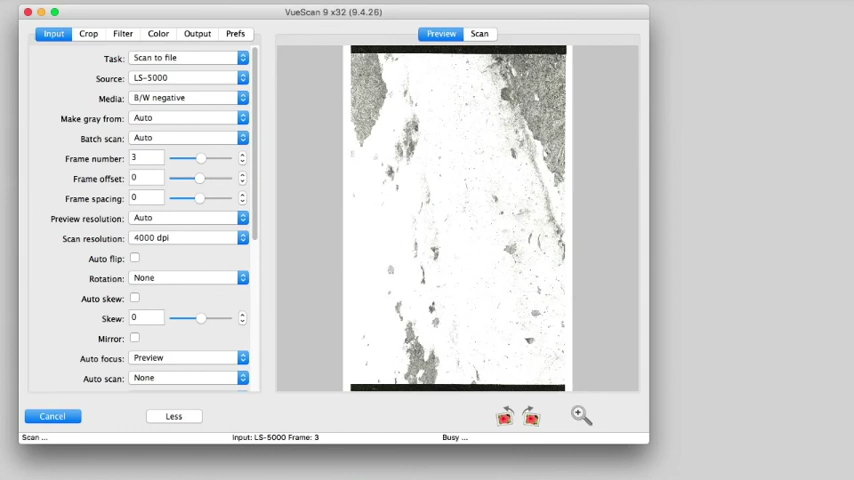 VueScan 9 x32 (9.4.26)
Input Crop Filter Color Output Prefs
Preview Scan
Task: Scan to file
Source: LS-5000
Media: B/W negative
Make gray from: Auto
Batch scan: Auto
Frame number: 3
Frame offset: 0
Frame spacing: 0
Preview resolution: Auto
Scan resolution: 4000 dpi
Auto flip:
Rotation: None
Auto skew:
Skew: 0
Mirror:
Auto focus: Preview
Auto scan: None
Cancel Less
Scan ... Input: LS-5000 Frame: 3 Busy ...